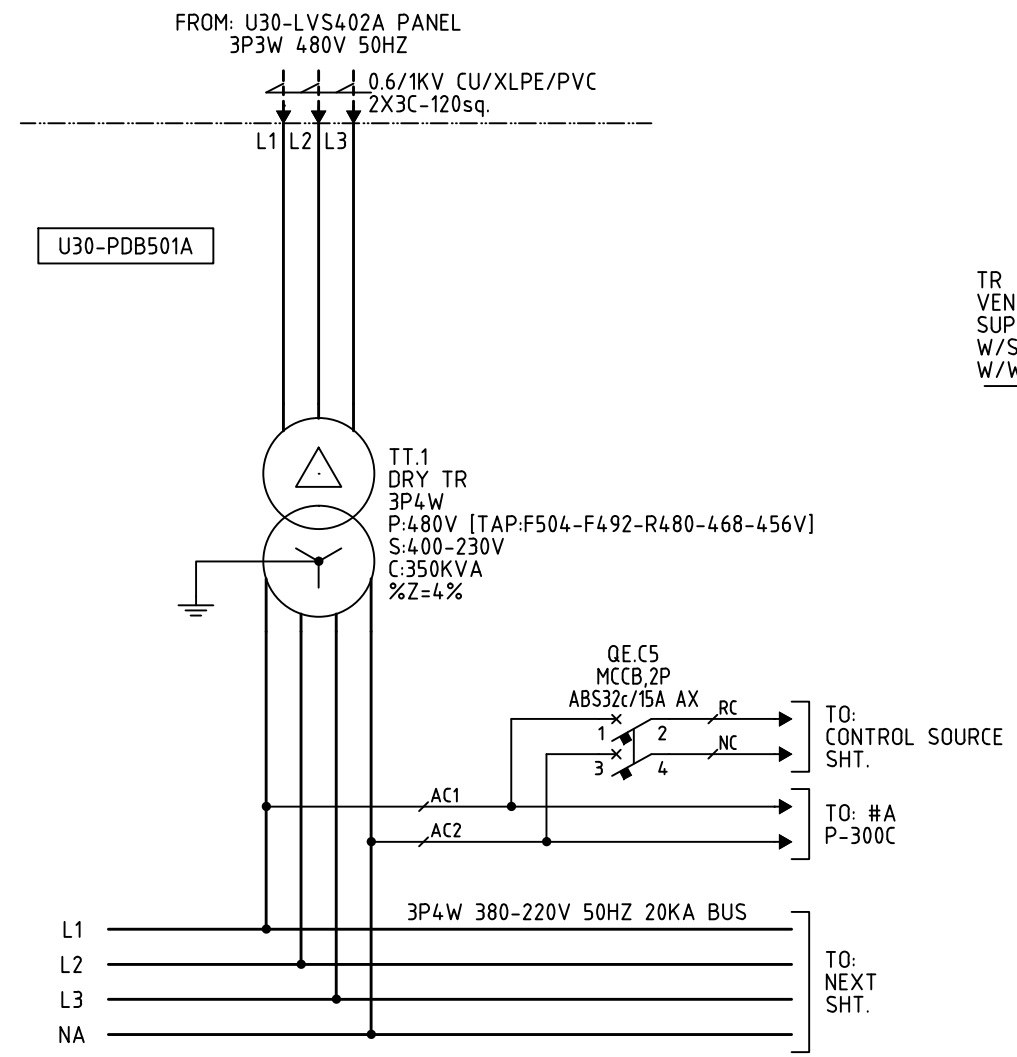 FROM: U30-LVS402A PANEL
3P3W 480V 50HZ
0.6/1KV CU/XLPE/PVC
2X3C-120sq.
L1 L2 L3
U30-PDB501A
TR
VEN
SUP
W/S
W/W
TT.1
DRY TR
3P4W
P:480V [TAP:F504-F492-R480-468-456V]
S:400-230V
C:350KVA
%Z=4%
QE.C5
MCCB,2P
ABS32c/15A AX
RC
1 2
NC
3 4
TO:
CONTROL SOURCE
SHT.
AC1
AC2
TO: #A
P-300C
3P4W 380-220V 50HZ 20KA BUS
L1
L2
L3
NA
TO:
NEXT
SHT.